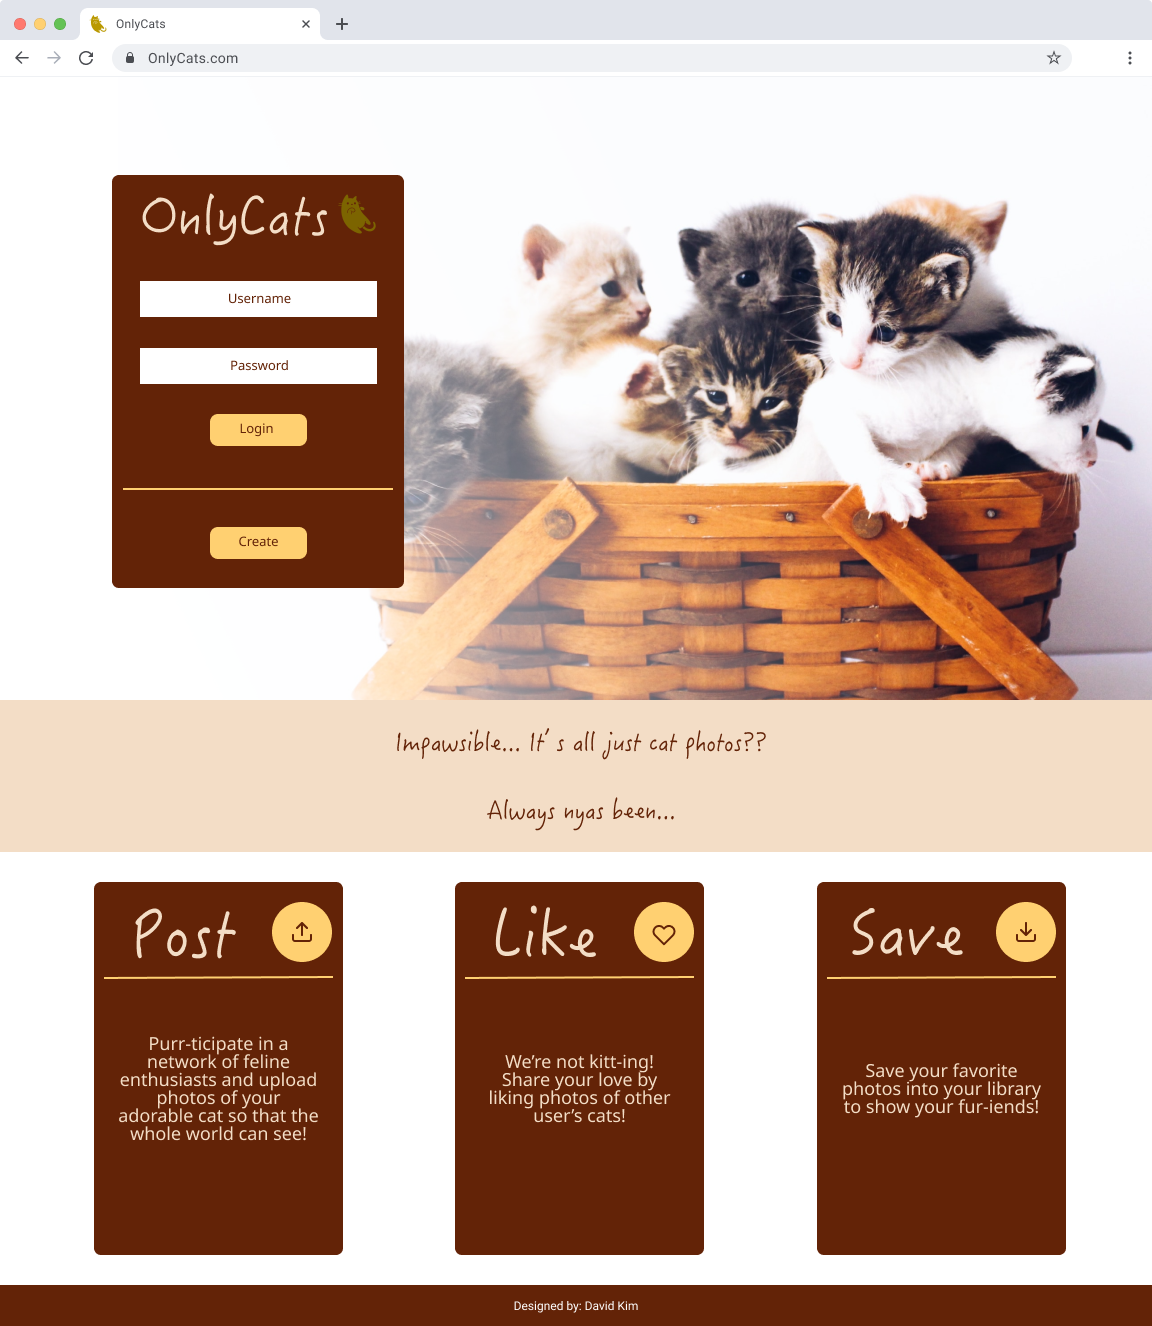 OnlyCats
OnlyCats.com
OnlyCats
Username
Password
Login
Create
Impawsible... It’ s all just cat photos??
Always nyas been...
Post
Purr-ticipate in a
network of feline
enthusiasts and upload
photos of your
adorable cat so that the
whole world can see!
Like
We’re not kitt-ing!
Share your love by
liking photos of other
user’s cats!
Save
Save your favorite
photos into your library
to show your fur-iends!
Designed by: David Kim